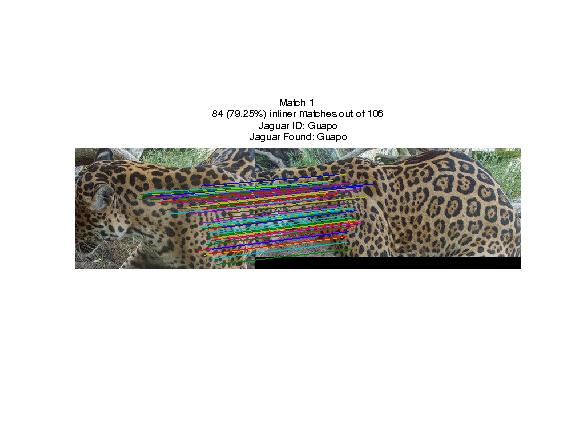 Match 1
84 (79.25%) inliner matches out of 106
Jaguar ID: Guapo
Jaguar Found: Guapo